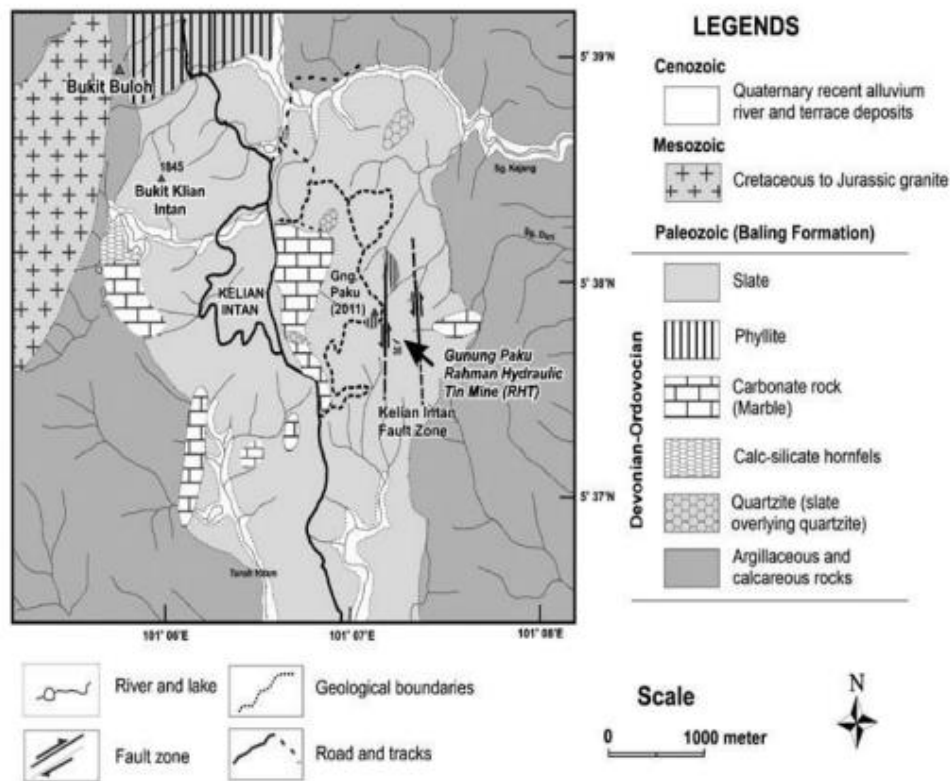 LEGENDS
Cenozoic
Quaternary recent alluvium
river and terrace deposits
Mesozoic
Cretaceous to Jurassic granite
Paleozoic (Baling Formation)
Devonian-Ordovocian
Slate
Phyllite
Carbonate rock
(Marble)
Calc-silicate hornfels
Quartzite (slate
overlying quartzite)
Argillaceous and
calcareous rocks
5° 39'N
5° 38'N
5° 37'N
Bukit Buloh
1845
Bukit Klian
Intan
Sg. Kajang
Sg. Dari
KELIAN
INTAN
Gng.
Paku
(2011)
Gunung Paku
Rahman Hydraulic
Tin Mine (RHT)
Kelian Intan
Fault Zone
101° 06'E
101° 07'E
101° 08'E
River and lake
Geological boundaries
Fault zone
Road and tracks
Scale
0 1000 meter
N